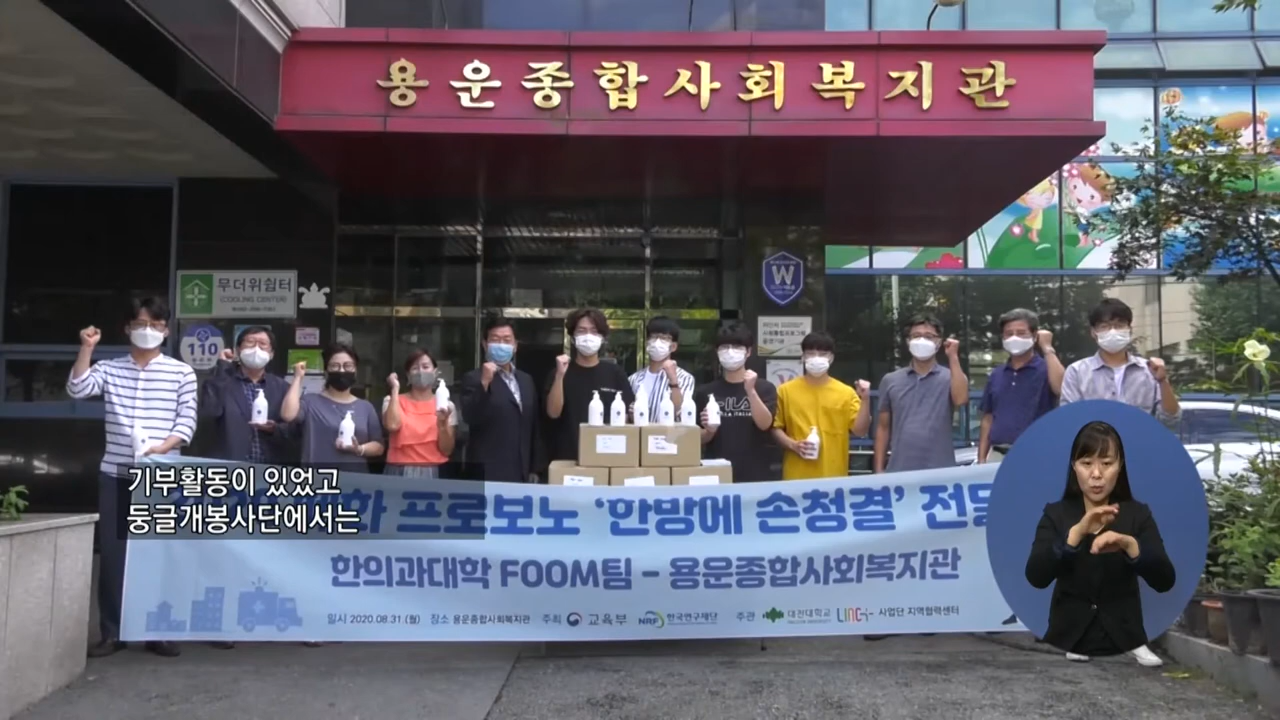 용운종합사회복지관
무더위쉼터
(COOLING CENTER)
W
110
기부활동이 있었고
둥글개봉사단에서는
화 프로보노 ‘한방에 손청결’ 전달
한의과대학 FOOM팀 - 용운종합사회복지관
일시 2020.08.31.(월) 장소 용운종합사회복지관 주최 교육부 NRF 한국연구재단 주관 대전대학교 LINC+ 사업단 지역협력센터